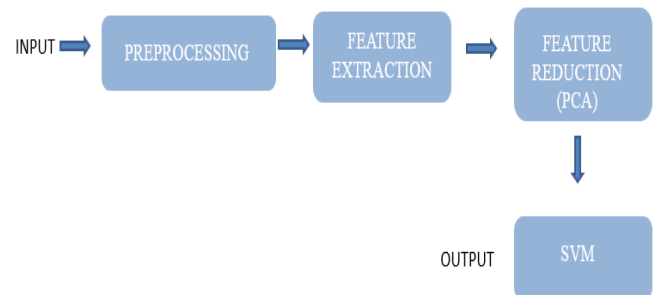 INPUT
PREPROCESSING
FEATURE
EXTRACTION
FEATURE
REDUCTION
(PCA)
OUTPUT
SVM